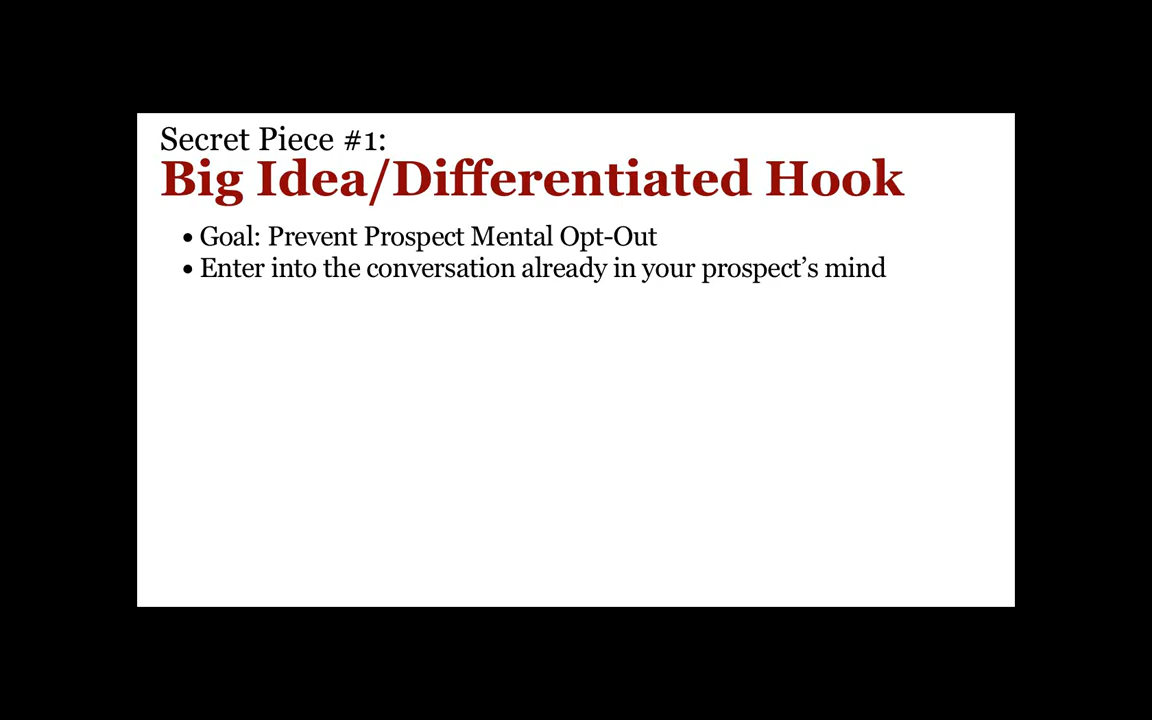 Secret Piece #1:
Big Idea/Differentiated Hook
• Goal: Prevent Prospect Mental Opt-Out
• Enter into the conversation already in your prospect’s mind